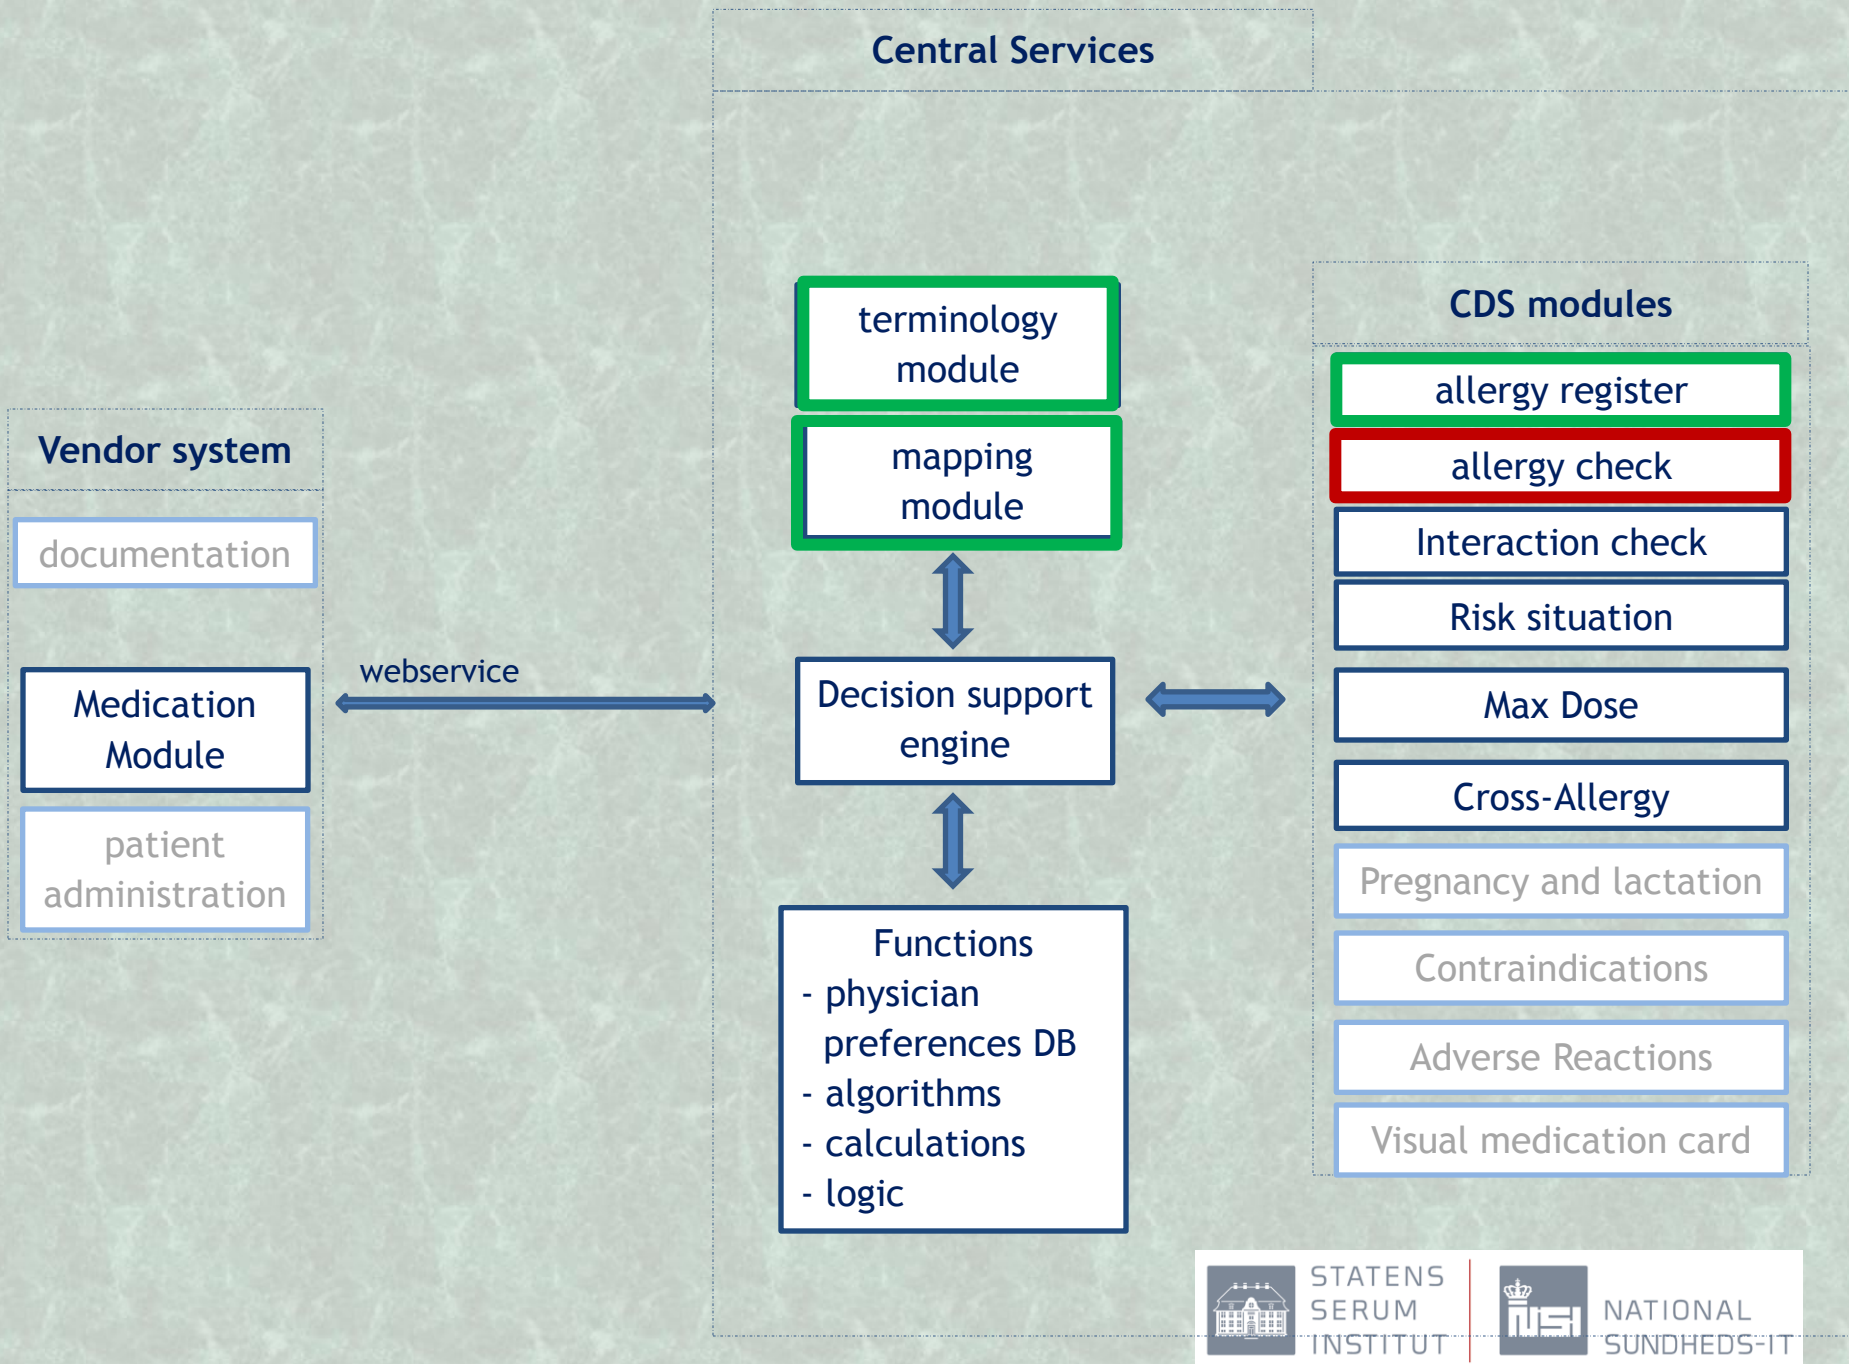 Central Services
Vendor system
documentation
Medication
Module
patient
administration
webservice
terminology
module
mapping
module
Decision support
engine
Functions
- physician
preferences DB
- algorithms
- calculations
- logic
CDS modules
allergy register
allergy check
Interaction check
Risk situation
Max Dose
Cross-Allergy
Pregnancy and lactation
Contraindications
Adverse Reactions
Visual medication card
STATENS
SERUM
INSTITUT
NSI
NATIONAL
SUNDHEDS-IT